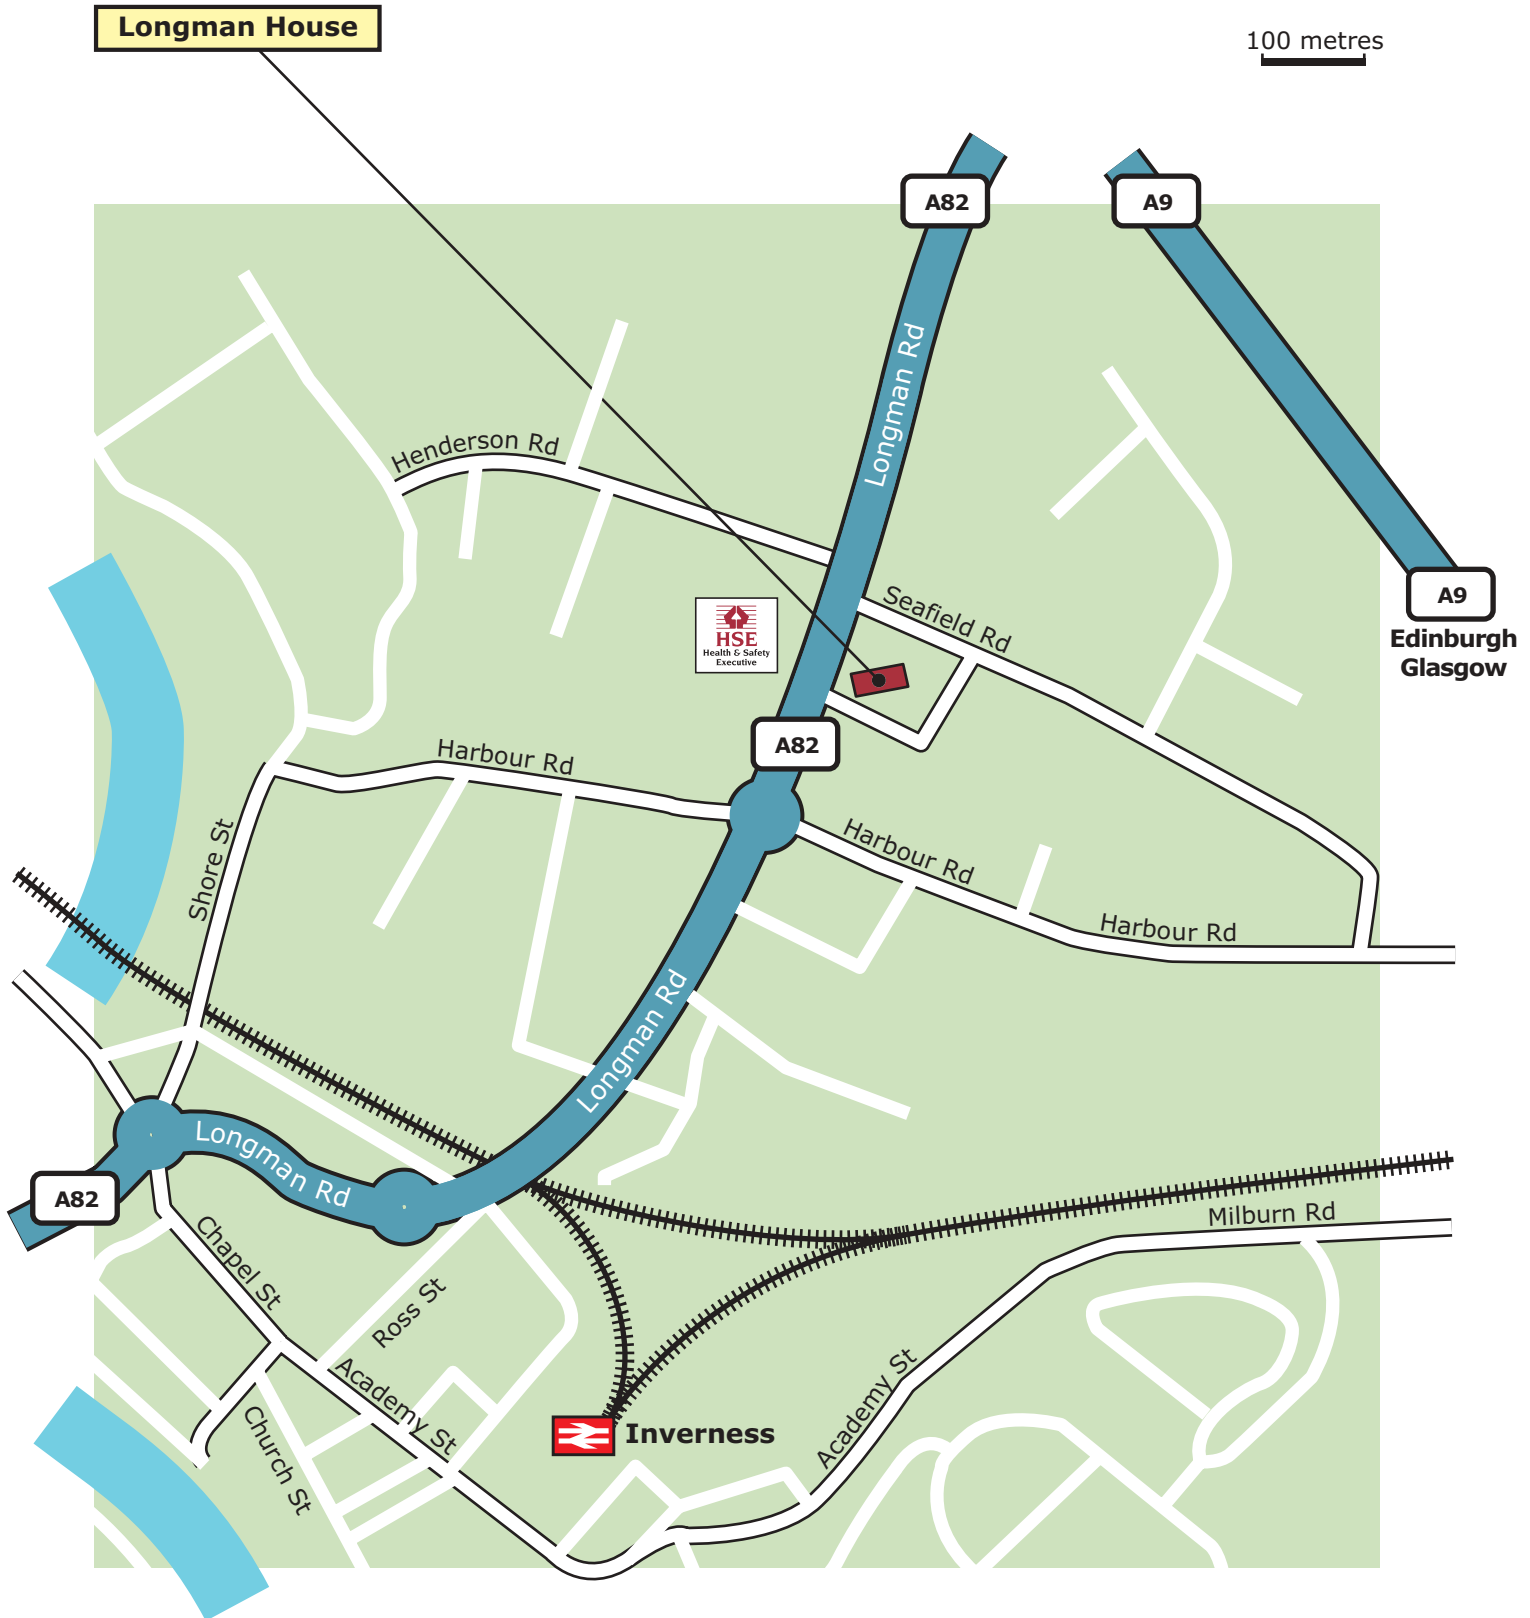 Longman House
100 metres
A82
A9
Longman Rd
Henderson Rd
A9
Edinburgh
Glasgow
Seafield Rd
HSE
Health & Safety
Executive
A82
Harbour Rd
Harbour Rd
Shore St
Harbour Rd
Longman Rd
Longman Rd
A82
Milburn Rd
Chapel St
Ross St
Academy St
Academy St
Church St
Inverness